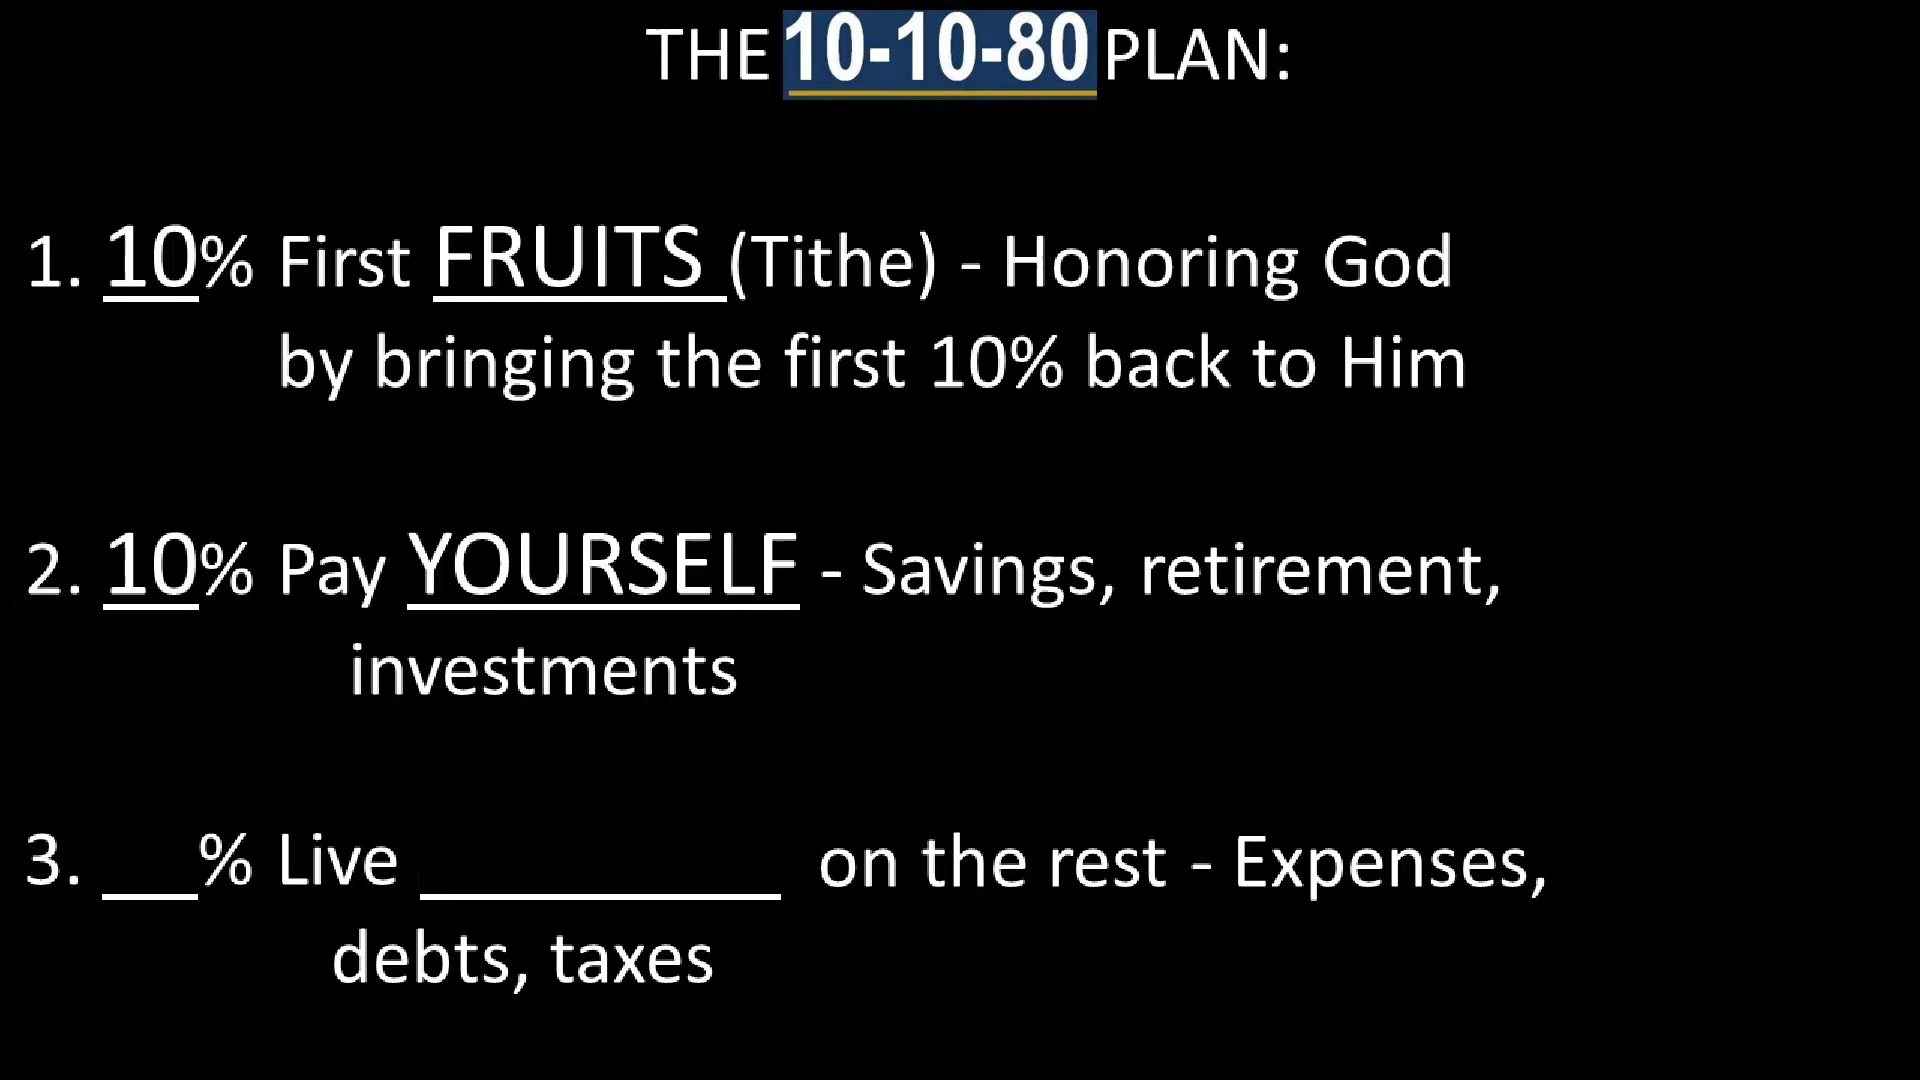 THE 10-10-80 PLAN:
1. 10% First FRUITS (Tithe) - Honoring God
by bringing the first 10% back to Him
2. 10% Pay YOURSELF - Savings, retirement,
investments
3. ___% Live __________ on the rest - Expenses,
debts, taxes